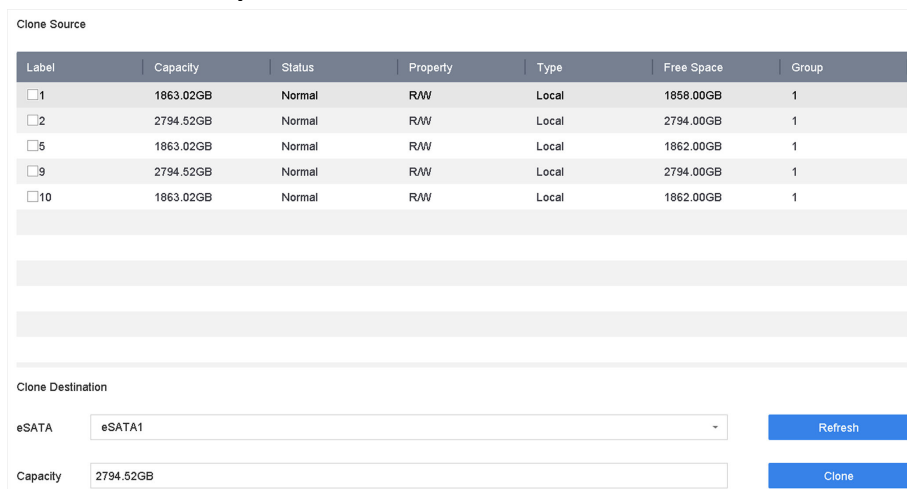 Clone Source
Label Capacity Status Property Type Free Space Group
1 1863.02GB Normal R/W Local 1858.00GB 1
2 2794.52GB Normal R/W Local 2794.00GB 1
5 1863.02GB Normal R/W Local 1862.00GB 1
9 2794.52GB Normal R/W Local 2794.00GB 1
10 1863.02GB Normal R/W Local 1862.00GB 1
Clone Destination
eSATA eSATA1 Refresh
Capacity 2794.52GB Clone